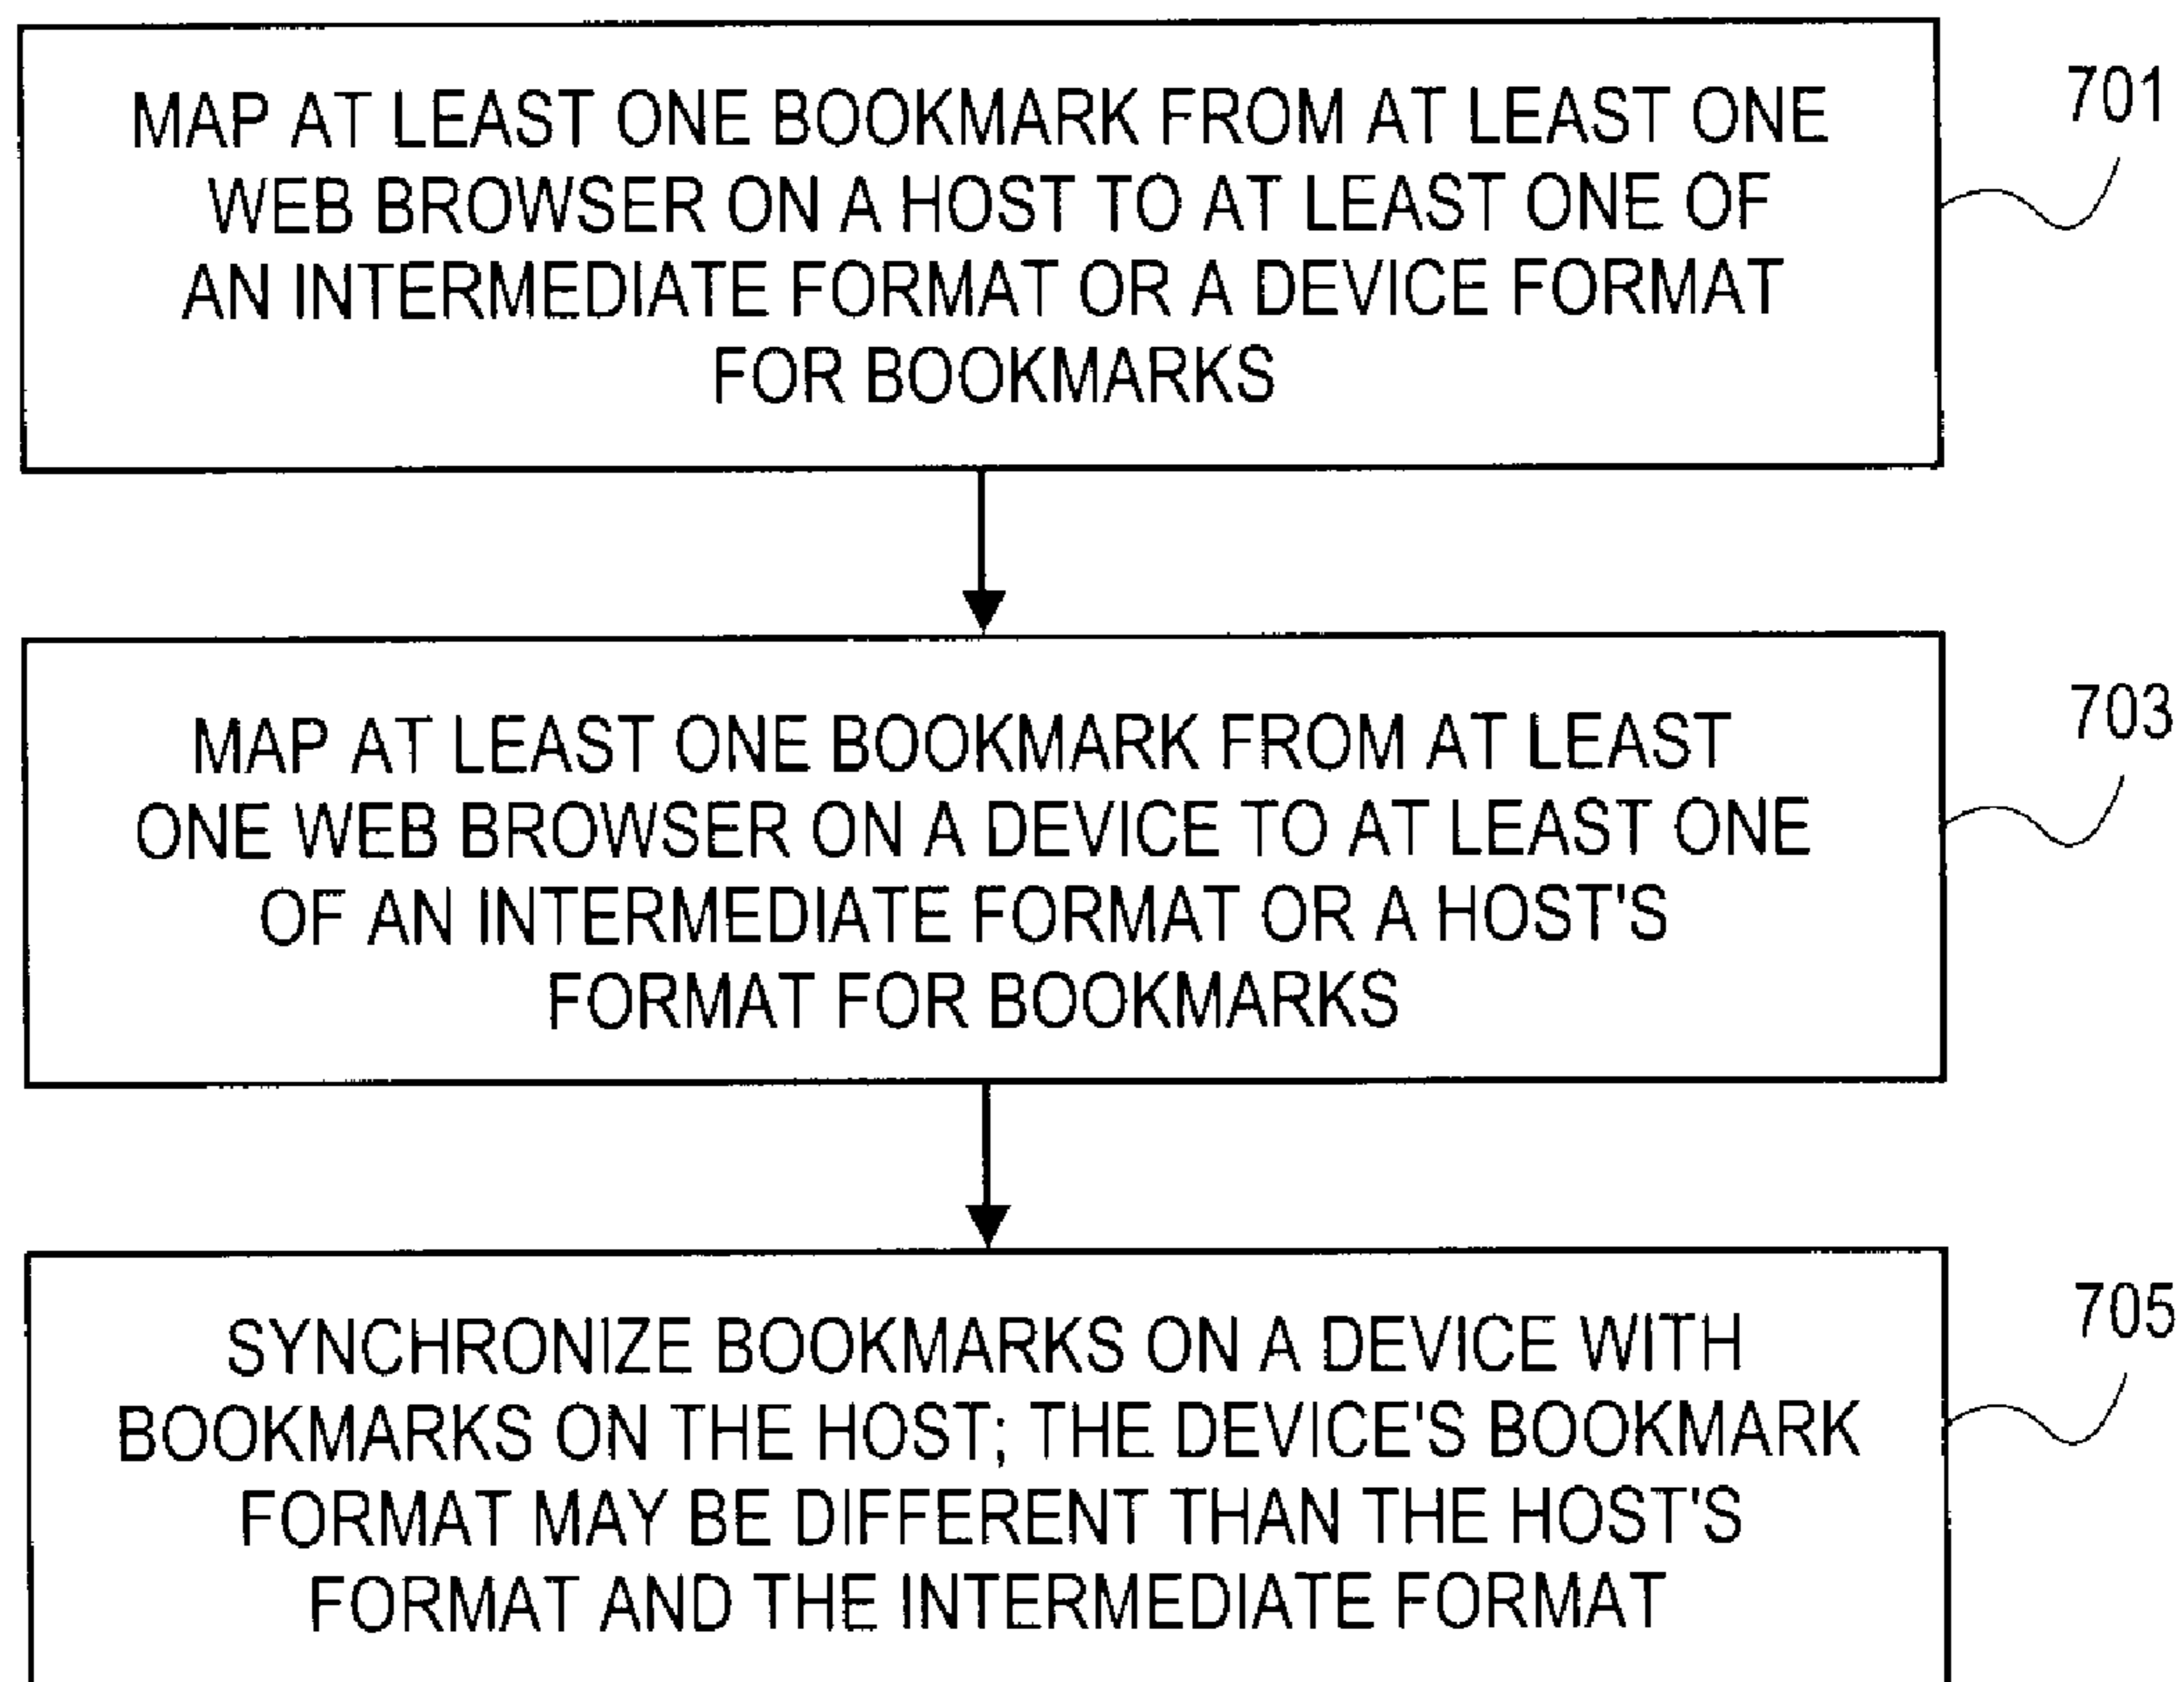 MAP AT LEAST ONE BOOKMARK FROM AT LEAST ONE
WEB BROWSER ON A HOST TO AT LEAST ONE OF
AN INTERMEDIATE FORMAT OR A DEVICE FORMAT
FOR BOOKMARKS
701
MAP AT LEAST ONE BOOKMARK FROM AT LEAST
ONE WEB BROWSER ON A DEVICE TO AT LEAST ONE
OF AN INTERMEDIATE FORMAT OR A HOST'S
FORMAT FOR BOOKMARKS
703
SYNCHRONIZE BOOKMARKS ON A DEVICE WITH
BOOKMARKS ON THE HOST; THE DEVICE'S BOOKMARK
FORMAT MAY BE DIFFERENT THAN THE HOST'S
FORMAT AND THE INTERMEDIATE FORMAT
705